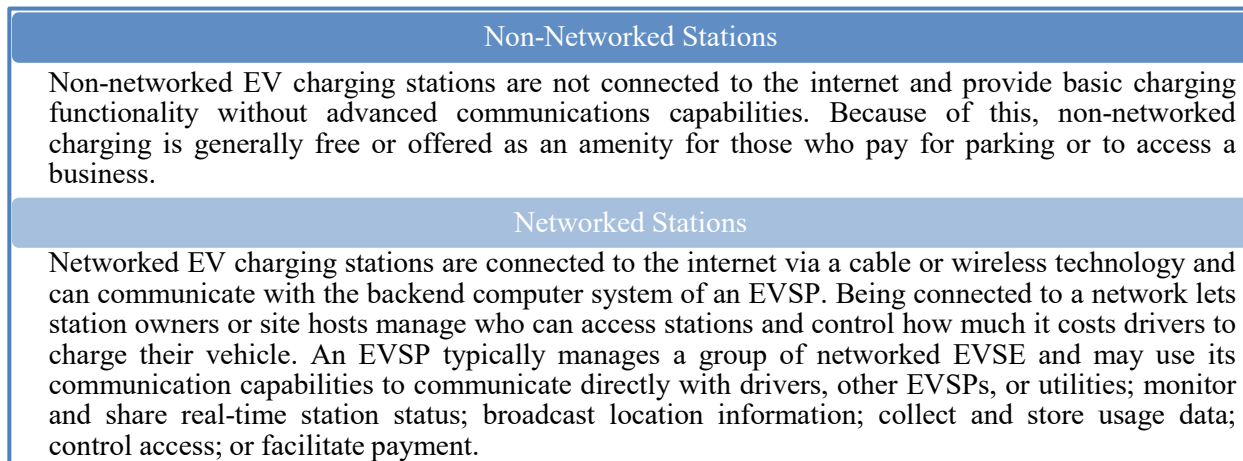 Non-Networked Stations
Non-networked EV charging stations are not connected to the internet and provide basic charging
functionality without advanced communications capabilities. Because of this, non-networked
charging is generally free or offered as an amenity for those who pay for parking or to access a
business.
Networked Stations
Networked EV charging stations are connected to the internet via a cable or wireless technology and
can communicate with the backend computer system of an EVSP. Being connected to a network lets
station owners or site hosts manage who can access stations and control how much it costs drivers to
charge their vehicle. An EVSP typically manages a group of networked EVSE and may use its
communication capabilities to communicate directly with drivers, other EVSPs, or utilities; monitor
and share real-time station status; broadcast location information; collect and store usage data;
control access; or facilitate payment.